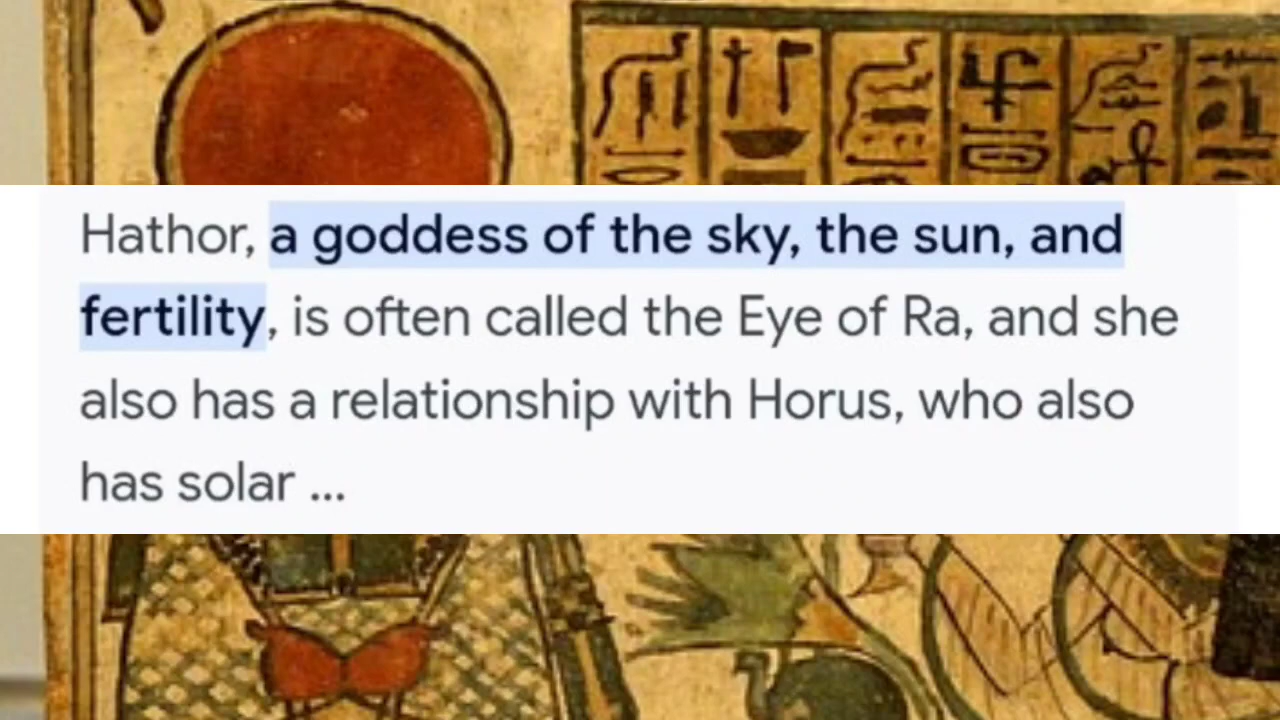 Hathor, a goddess of the sky, the sun, and
fertility, is often called the Eye of Ra, and she
also has a relationship with Horus, who also
has solar ...